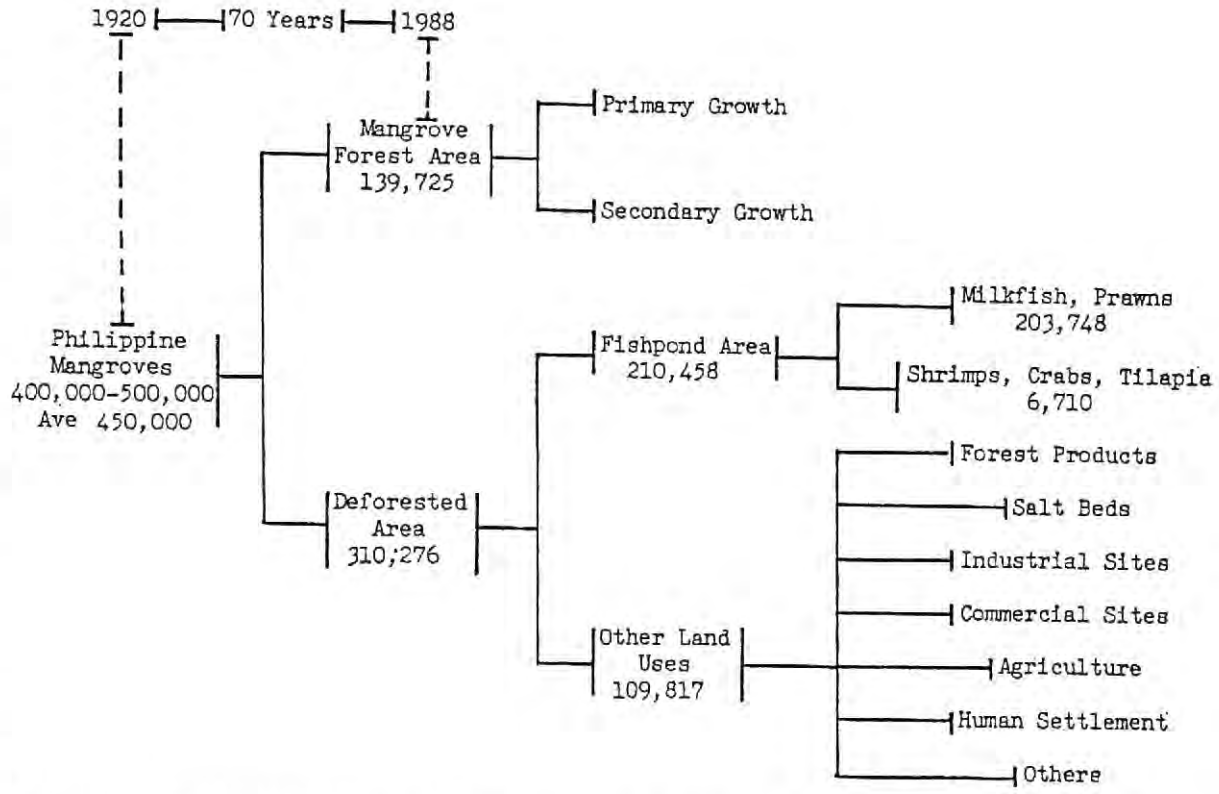 1920 70 Years 1988
Mangrove
Forest Area
139,725
Primary Growth
Secondary Growth
Philippine
Mangroves
400,000-500,000
Ave 450,000
Deforested
Area
310,276
Fishpond Area
210,458
Milkfish, Prawns
203,748
Shrimps, Crabs, Tilapia
6,710
Other Land
Uses
109,817
Forest Products
Salt Beds
Industrial Sites
Commercial Sites
Agriculture
Human Settlement
Others